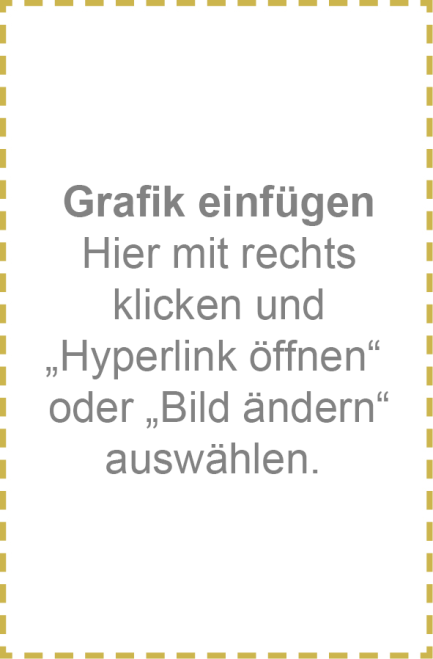 Grafik einfügen
Hier mit rechts
klicken und
„Hyperlink öffnen“
oder „Bild ändern“
auswählen.